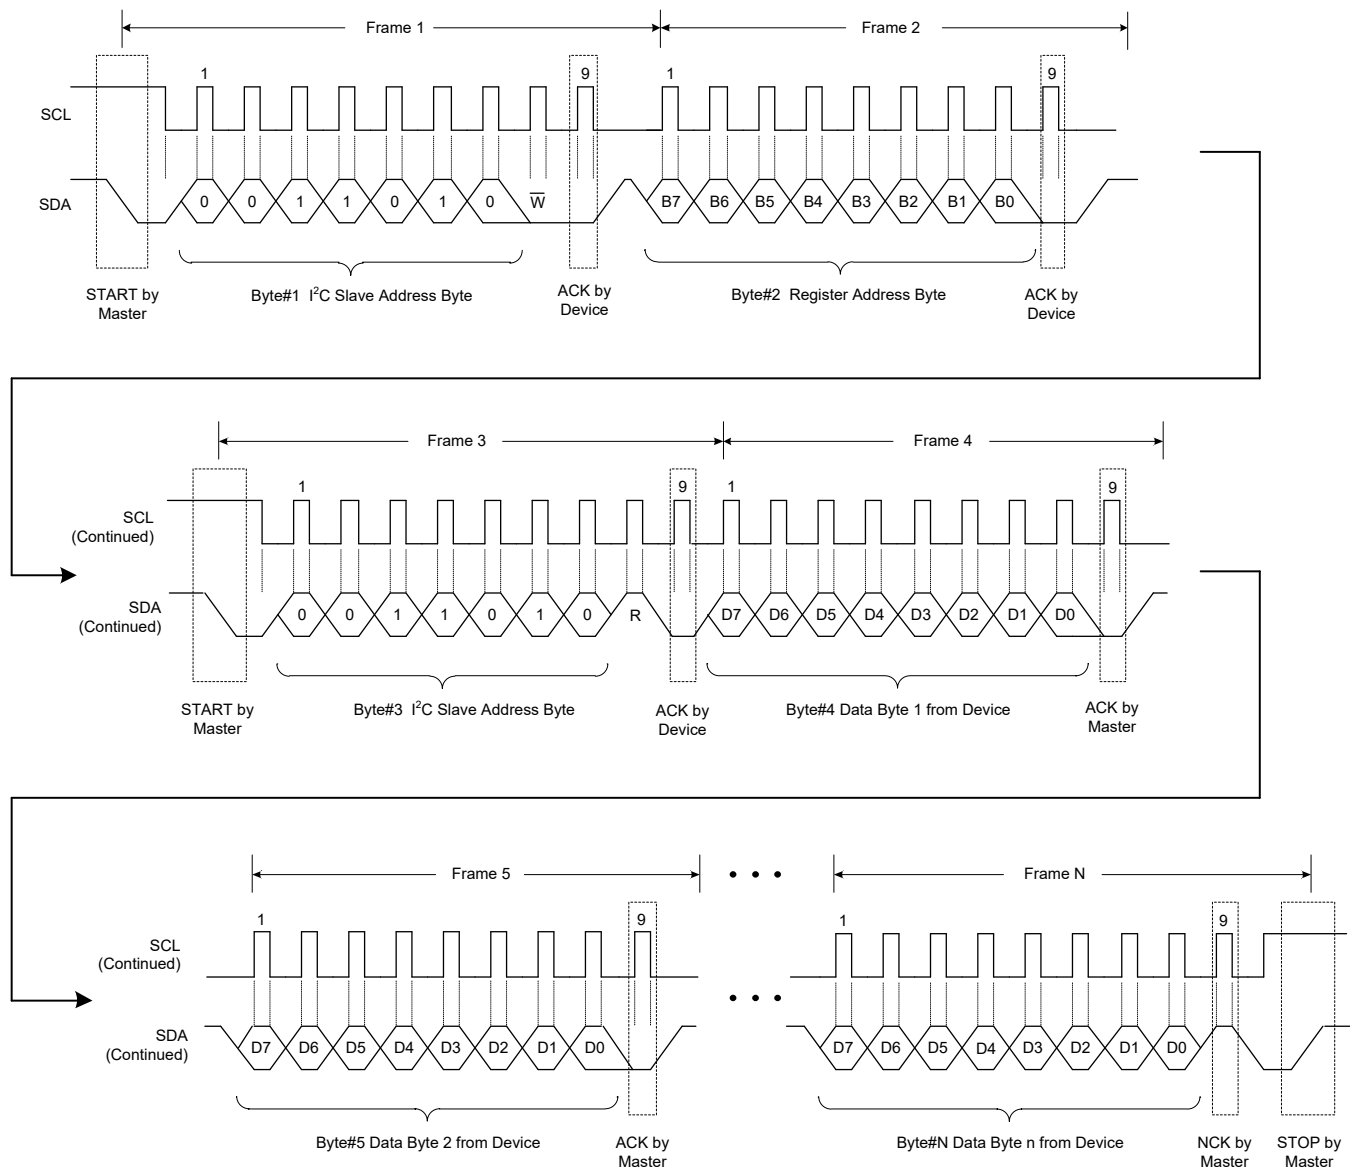 Frame 1 Frame 2
1 9 1 9
SCL
SDA 0 0 1 1 0 1 0 W̅ B7 B6 B5 B4 B3 B2 B1 B0
START by Master
Byte#1 I²C Slave Address Byte
ACK by Device
Byte#2 Register Address Byte
ACK by Device
Frame 3 Frame 4
1 9 1 9
SCL
(Continued)
SDA
(Continued)
0 0 1 1 0 1 0 R D7 D6 D5 D4 D3 D2 D1 D0
START by
Master
Byte#3 I²C Slave Address Byte
ACK by
Device
Byte#4 Data Byte 1 from Device
ACK by
Master
Frame 5 • • • Frame N
1 9 1 9
SCL
(Continued)
• • •
SDA
(Continued)
D7 D6 D5 D4 D3 D2 D1 D0 D7 D6 D5 D4 D3 D2 D1 D0
Byte#5 Data Byte 2 from Device
ACK by
Master
Byte#N Data Byte n from Device
NCK by
Master
STOP by
Master